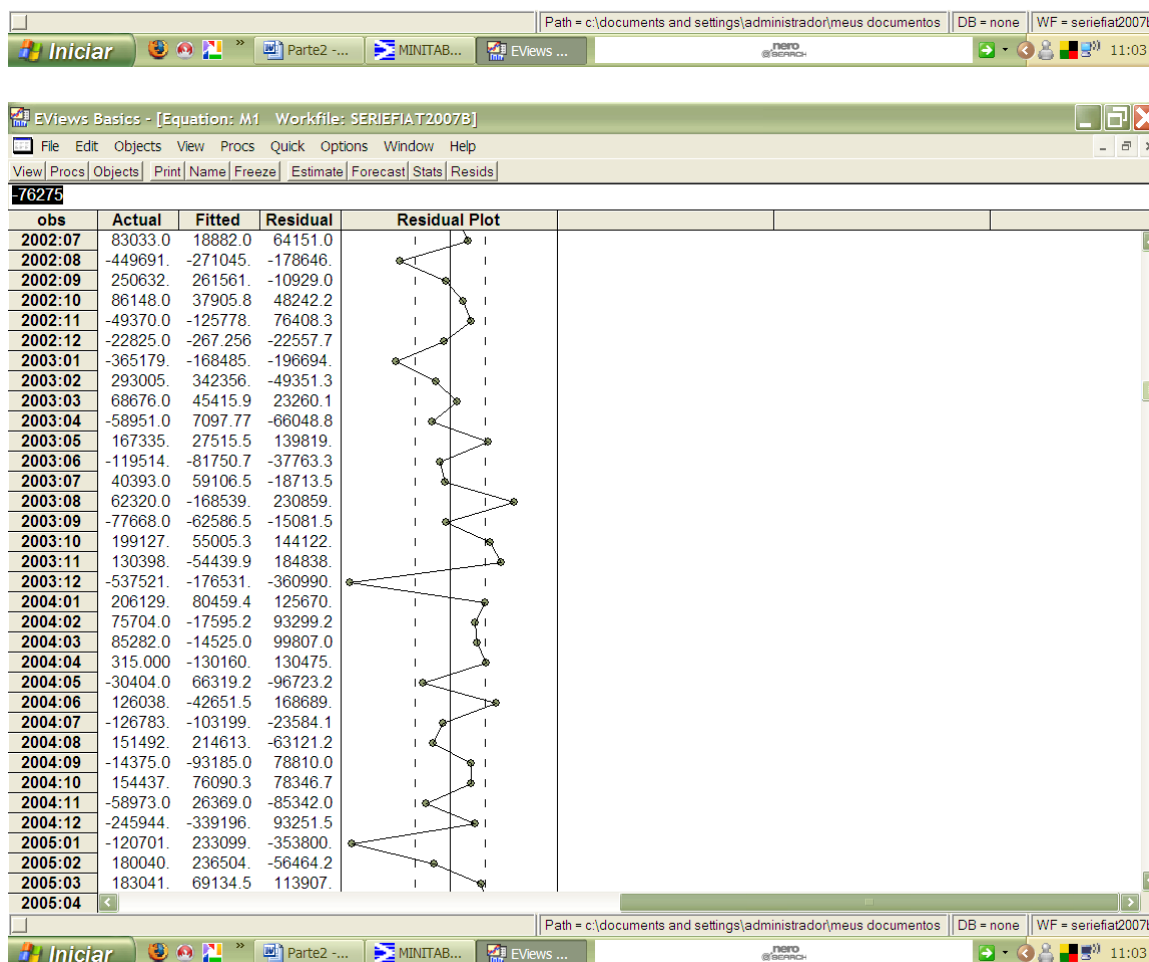 Path = c:\documents and settings\administrador\meus documentos DB = none WF = seriefiat2007b
Iniciar » Parte2 -... MINITAB... EViews ... nero SEARCH 11:03
EViews Basics - [Equation: M1 Workfile: SERIEFIAT2007B]
File Edit Objects View Procs Quick Options Window Help
View Procs Objects Print Name Freeze Estimate Forecast Stats Resids
-76275
obs Actual Fitted Residual Residual Plot
2002:07 83033.0 18882.0 64151.0
2002:08 -449691. -271045. -178646.
2002:09 250632. 261561. -10929.0
2002:10 86148.0 37905.8 48242.2
2002:11 -49370.0 -125778. 76408.3
2002:12 -22825.0 -267.256 -22557.7
2003:01 -365179. -168485. -196694.
2003:02 293005. 342356. -49351.3
2003:03 68676.0 45415.9 23260.1
2003:04 -58951.0 7097.77 -66048.8
2003:05 167335. 27515.5 139819.
2003:06 -119514. -81750.7 -37763.3
2003:07 40393.0 59106.5 -18713.5
2003:08 62320.0 -168539. 230859.
2003:09 -77668.0 -62586.5 -15081.5
2003:10 199127. 55005.3 144122.
2003:11 130398. -54439.9 184838.
2003:12 -537521. -176531. -360990.
2004:01 206129. 80459.4 125670.
2004:02 75704.0 -17595.2 93299.2
2004:03 85282.0 -14525.0 99807.0
2004:04 315.000 -130160. 130475.
2004:05 -30404.0 66319.2 -96723.2
2004:06 126038. -42651.5 168689.
2004:07 -126783. -103199. -23584.1
2004:08 151492. 214613. -63121.2
2004:09 -14375.0 -93185.0 78810.0
2004:10 154437. 76090.3 78346.7
2004:11 -58973.0 26369.0 -85342.0
2004:12 -245944. -339196. 93251.5
2005:01 -120701. 233099. -353800.
2005:02 180040. 236504. -56464.2
2005:03 183041. 69134.5 113907.
2005:04
Path = c:\documents and settings\administrador\meus documentos DB = none WF = seriefiat2007b
Iniciar » Parte2 -... MINITAB... EViews ... nero SEARCH 11:03